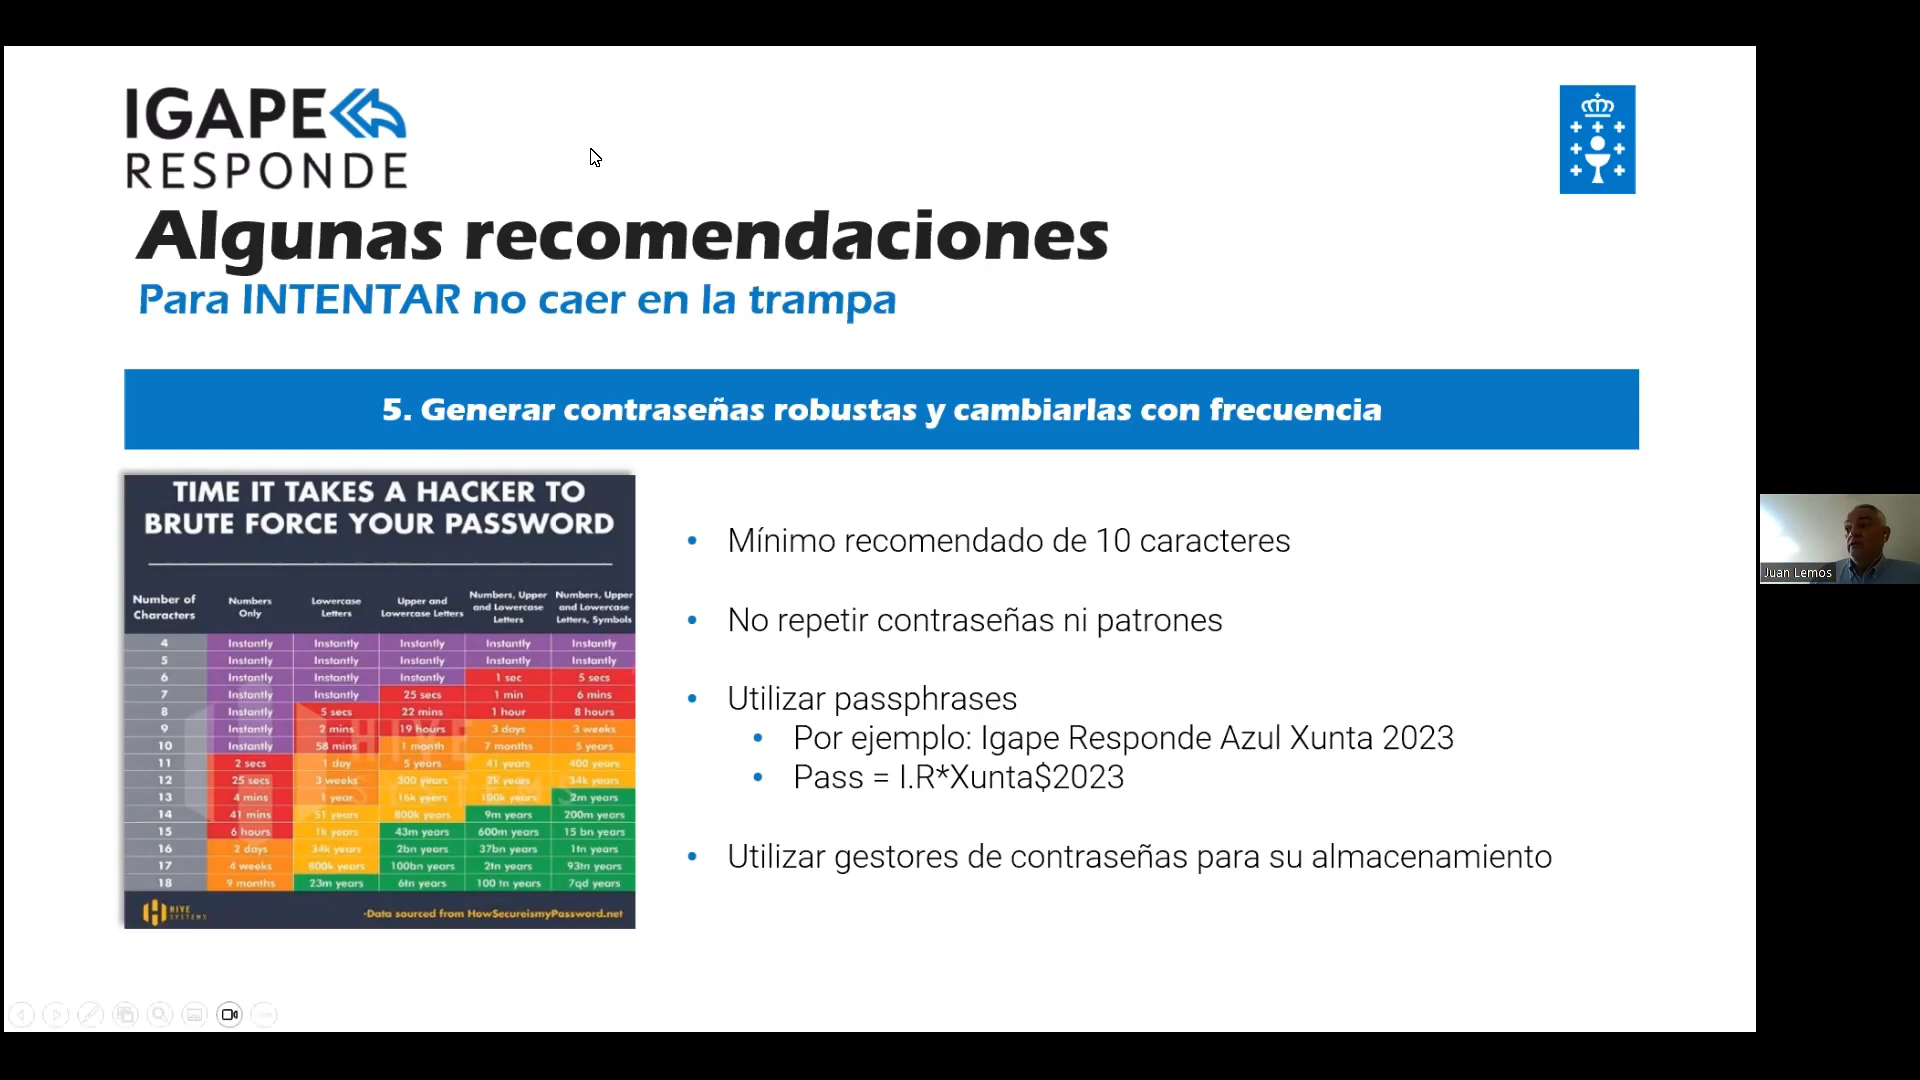 IGAPE
RESPONDE
Algunas recomendaciones
Para INTENTAR no caer en la trampa
5. Generar contraseñas robustas y cambiarlas con frecuencia
TIME IT TAKES A HACKER TO
BRUTE FORCE YOUR PASSWORD
Number of Characters | Numbers Only | Lowercase Letters | Upper and Lowercase Letters | Numbers, Upper and Lowercase Letters | Numbers, Upper and Lowercase Letters, Symbols
4 Instantly Instantly Instantly Instantly Instantly
5 Instantly Instantly Instantly Instantly Instantly
6 Instantly Instantly Instantly 1 sec 5 secs
7 Instantly Instantly 25 secs 1 min 6 mins
8 Instantly 5 secs 22 mins 1 hour 8 hours
9 Instantly 2 mins 19 hours 3 days 3 weeks
10 Instantly 58 mins 1 month 7 months 5 years
11 2 secs 1 day 5 years 41 years 400 years
12 25 secs 3 weeks 300 years 2k years 34k years
13 4 mins 1 year 16k years 100k years 2m years
14 41 mins 51 years 800k years 9m years 200m years
15 6 hours 1k years 43m years 600m years 15 bn years
16 2 days 34k years 2bn years 37bn years 1tn years
17 4 weeks 800k years 100bn years 2tn years 93tn years
18 9 months 23m years 6tn years 100 tn years 7qd years
HIVE
SYSTEMS
-Data sourced from HowSecureismyPassword.net
• Mínimo recomendado de 10 caracteres
• No repetir contraseñas ni patrones
• Utilizar passphrases
• Por ejemplo: Igape Responde Azul Xunta 2023
• Pass = I.R*Xunta$2023
• Utilizar gestores de contraseñas para su almacenamiento
Juan Lemos